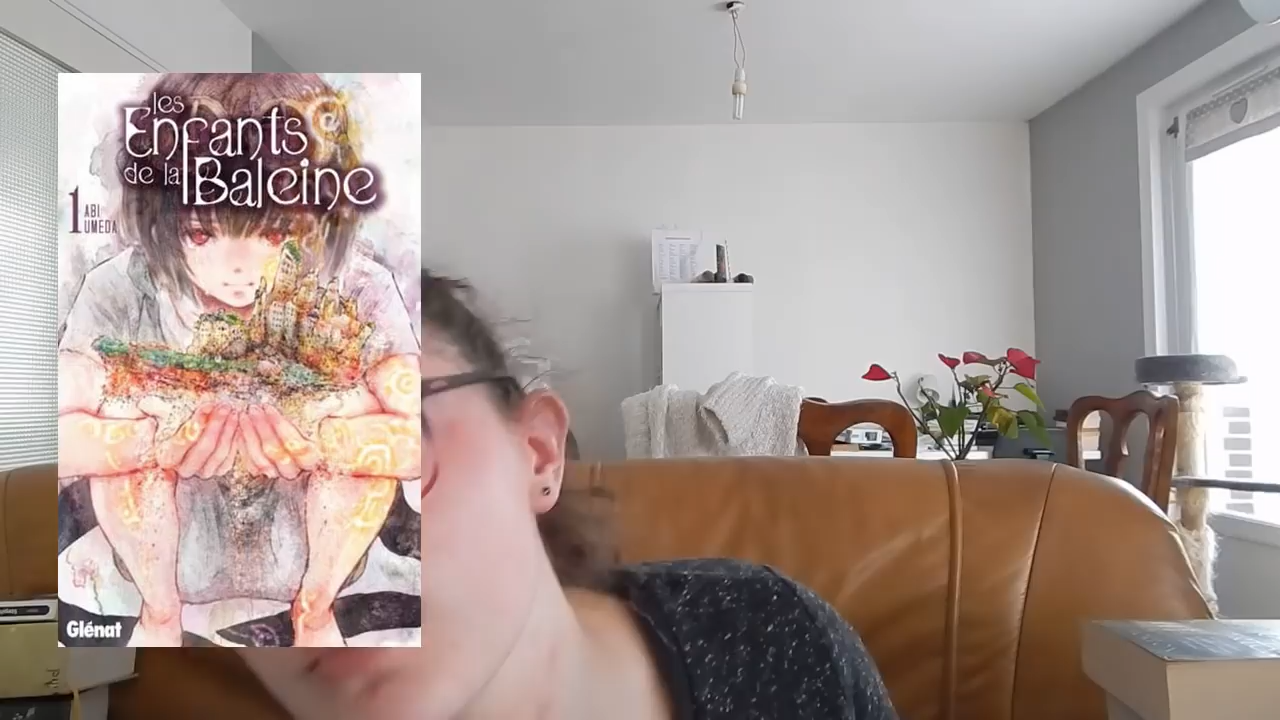 les
Enfants
de la Baleine
1 ABI
UMEDA
Glénat